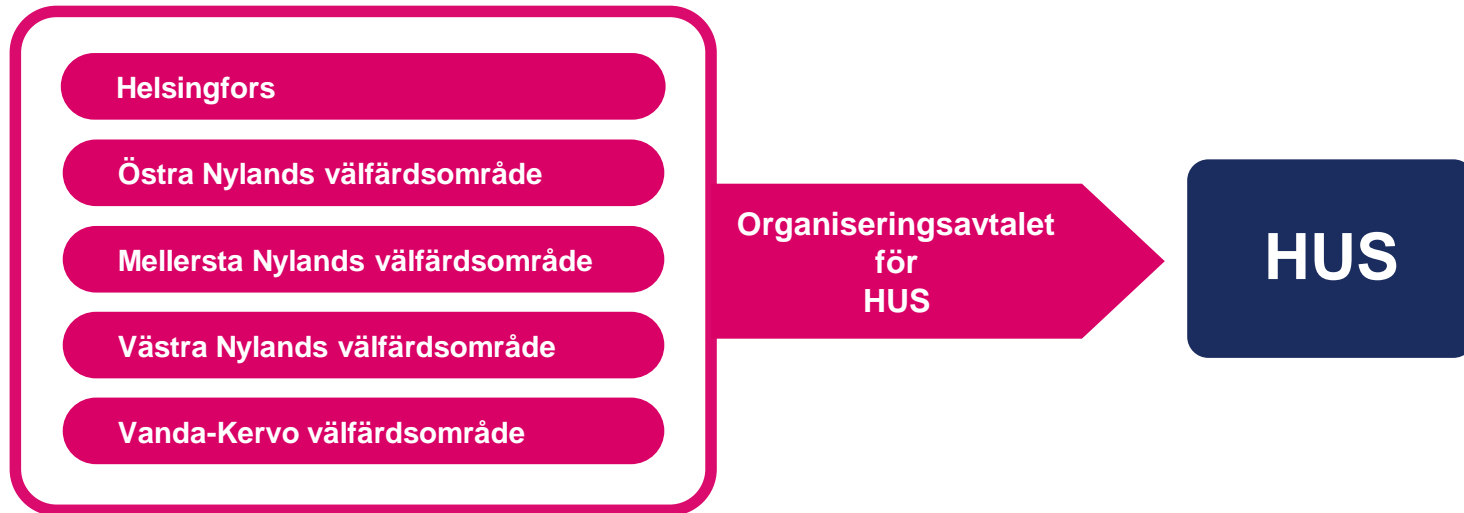 Helsingfors
Östra Nylands välfärdsområde
Mellersta Nylands välfärdsområde
Västra Nylands välfärdsområde
Vanda-Kervo välfärdsområde
Organiseringsavtalet
för
HUS
HUS